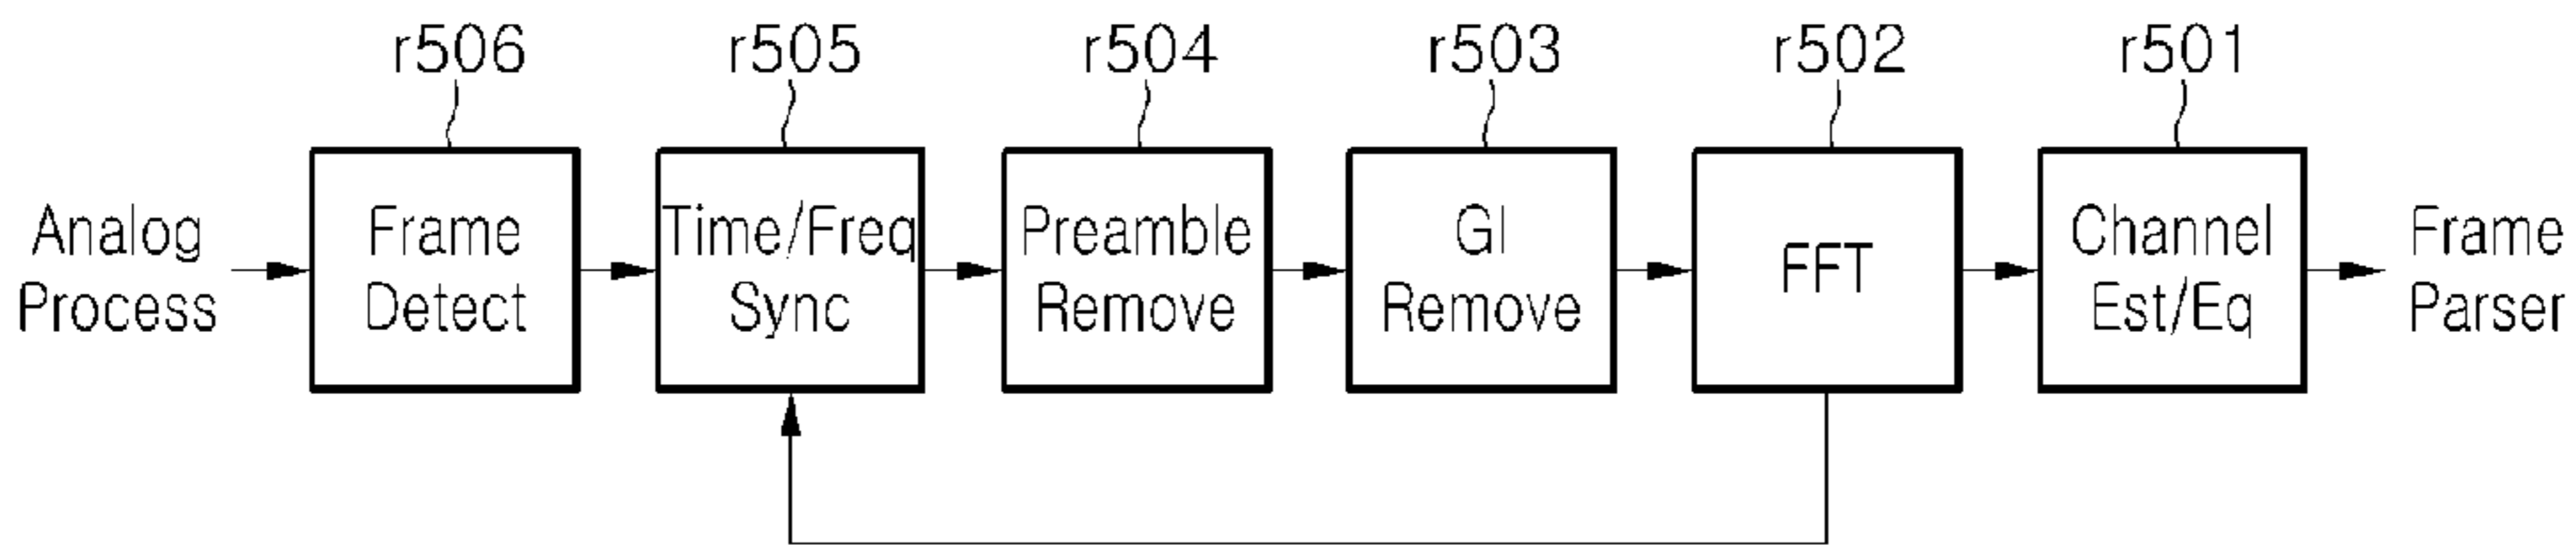 r506
r505
r504
r503
r502
r501
Analog
Process
Frame
Detect
Time/Freq
Sync
Preamble
Remove
GI
Remove
FFT
Channel
Est/Eq
Frame
Parser